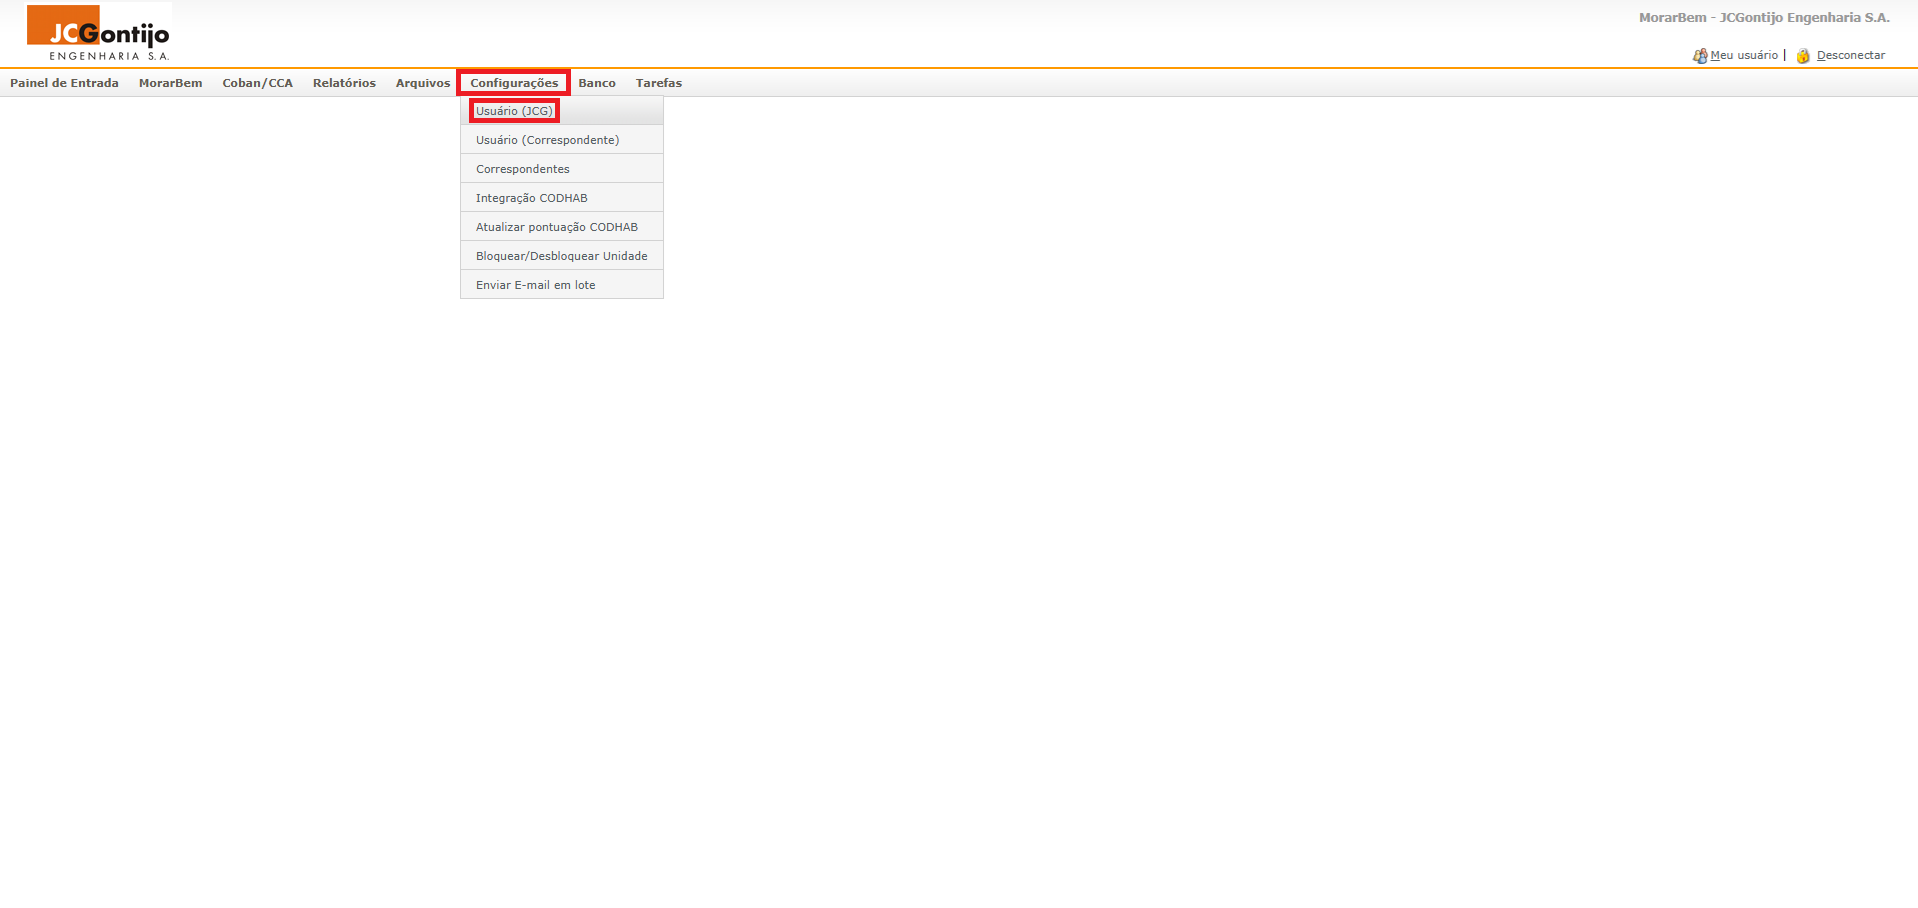 JCGontijo
ENGENHARIA S.A.
MorarBem - JCGontijo Engenharia S.A.
Meu usuário | Desconectar
Painel de Entrada MorarBem Coban/CCA Relatórios Arquivos Configurações Banco Tarefas
Usuário (JCG)
Usuário (Correspondente)
Correspondentes
Integração CODHAB
Atualizar pontuação CODHAB
Bloquear/Desbloquear Unidade
Enviar E-mail em lote